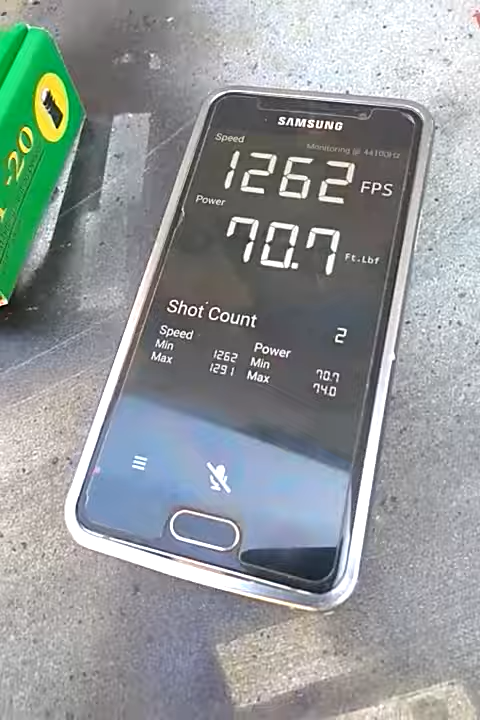 -20
SAMSUNG
Speed
Monitoring @ 44100Hz
1262 FPS
Power
70.7 Ft.Lbf
Shot Count
2
Speed Power
Min 1262 Min 70.7
Max 1291 Max 74.0